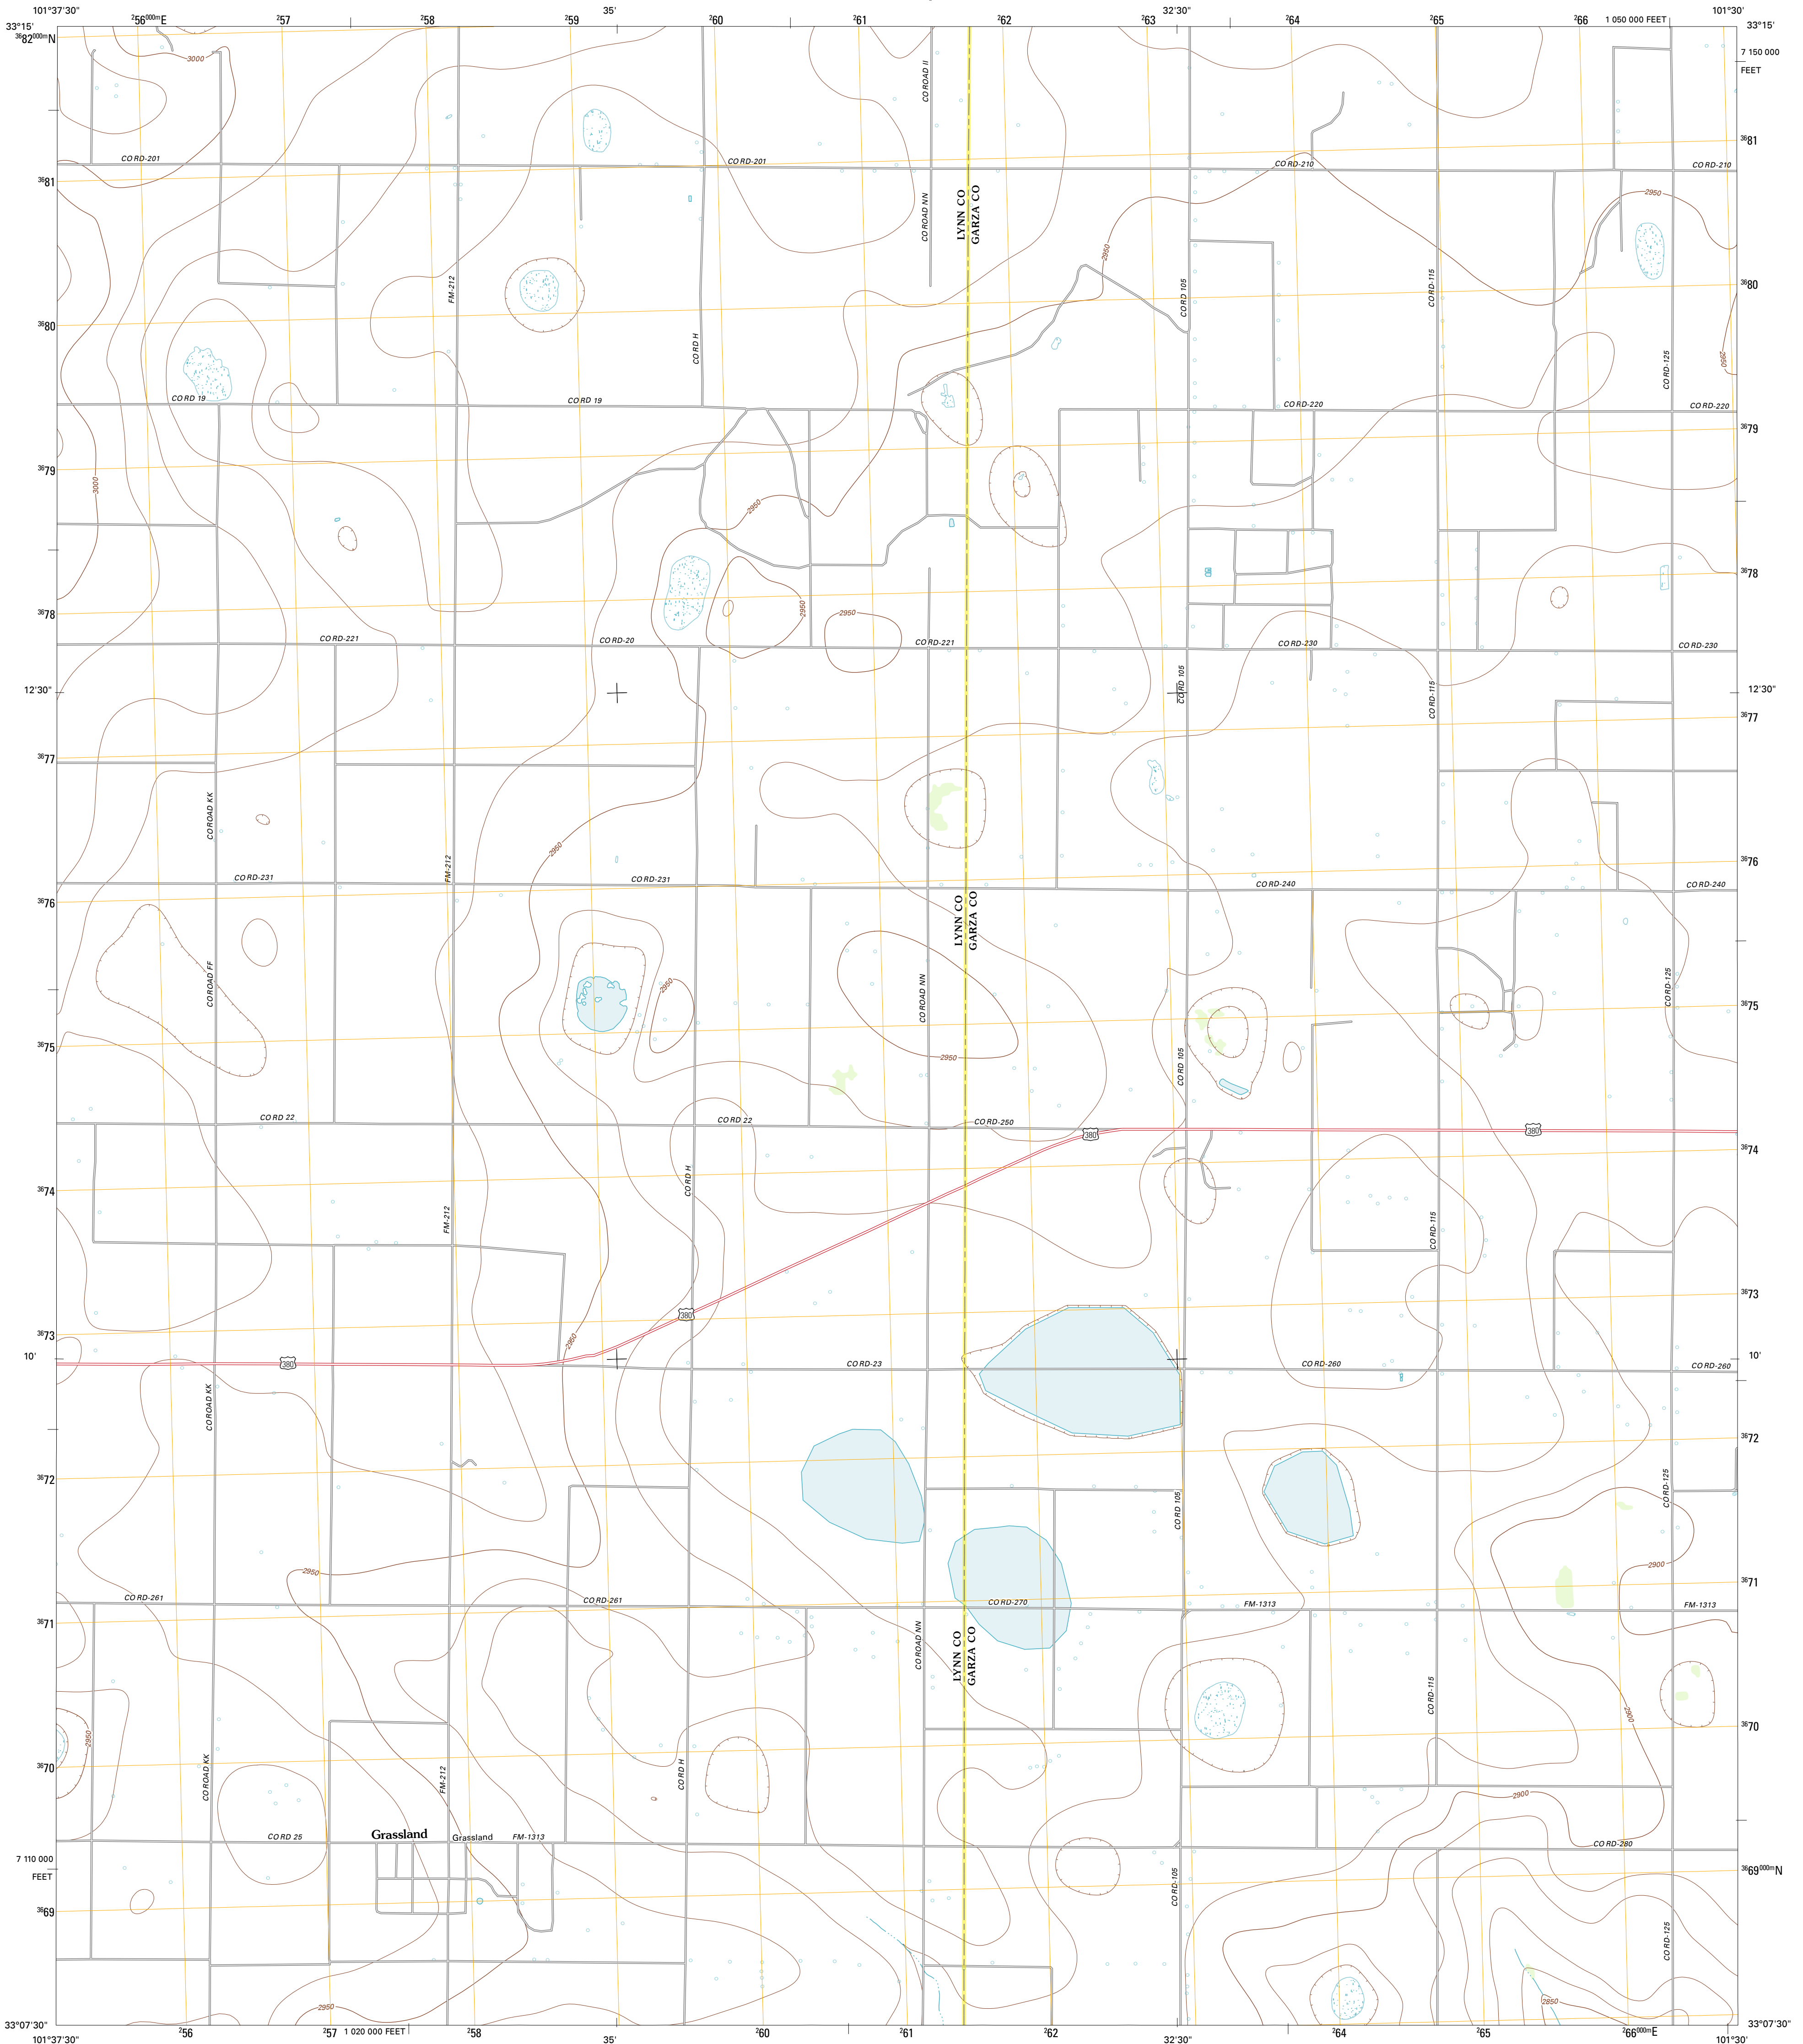 101°37'30" ²56⁰⁰⁰ᵐE ²57 ²58 ²59 35' ²60 ²61 ²62 ²63 32'30" ²64 ²65 ²66 1 050 000 FEET 101°30'
33°15' 33°15'
³⁶82⁰⁰⁰ᵐN
7 150 000
FEET
3000
CO ROAD II
³⁶81
CO RD-201 CO RD-201 CO RD-210 CO RD-210
³⁶81
2950
LYNN CO
GARZA CO
CO ROAD NN
2950
FM-212
CO RD 105
CO RD-115
³⁶80
³⁶80
CO RD H
2950
CO RD-125
CO RD 19 CO RD 19 CO RD-220 CO RD-220
³⁶79
³⁶79
3000
2950
³⁶78
³⁶78
2950
2950
CO RD-221 CO RD-20 CO RD-221 CO RD-230 CO RD-230
12'30" 12'30"
CO RD 105
CO RD-115
³⁶77
³⁶77
CO ROAD KK
2950
FM-212
³⁶76
CO RD-231 CO RD-231 CO RD-240 CO RD-240
³⁶76
LYNN CO
GARZA CO
CO ROAD FF
2950
CO ROAD NN
CO RD-125
³⁶75
³⁶75
2950
CO RD 105
CO RD 22 CO RD 22 CO RD-250
380
380
³⁶74
³⁶74
CO RD H
FM-212
CO RD-115
³⁶73
380
³⁶73
2950
10' 10'
380
CO RD-23 CO RD-260 CO RD-260
CO ROAD KK
³⁶72
³⁶72
CO RD 105
CO RD-125
2900
2950
³⁶71
CO RD-261 CO RD-261 CO RD-270 FM-1313 FM-1313
³⁶71
CO ROAD NN
LYNN CO
GARZA CO
CO RD-115
2900
³⁶70
2950
³⁶70
CO ROAD KK
FM-212
CO RD H
2900
Grassland
CO RD 25 Grassland FM-1313 CO RD-280
7 110 000
FEET
³⁶69⁰⁰⁰ᵐN
CO RD-105
³⁶69
CO RD-125
2950
2850
33°07'30" 33°07'30"
101°37'30" ²56 ²57 1 020 000 FEET ²58 35' ²60 ²61 ²62 32'30" ²64 ²65 ²66⁰⁰⁰ᵐE 101°30'